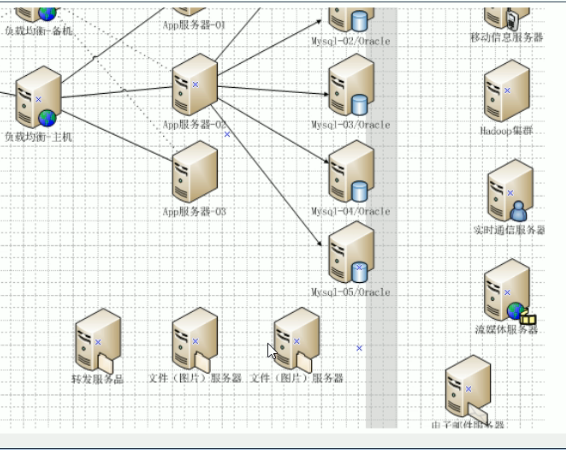 负载均衡-备机
App服务器-01
Mysql-02/Oracle
移动信息服务器
负载均衡-主机
App服务器-02
Mysql-03/Oracle
Hadoop集群
App服务器-03
Mysql-04/Oracle
实时通信服务器
Mysql-05/Oracle
流媒体服务器
转发服务品
文件（图片）服务器
文件（图片）服务器
电子邮件服务器